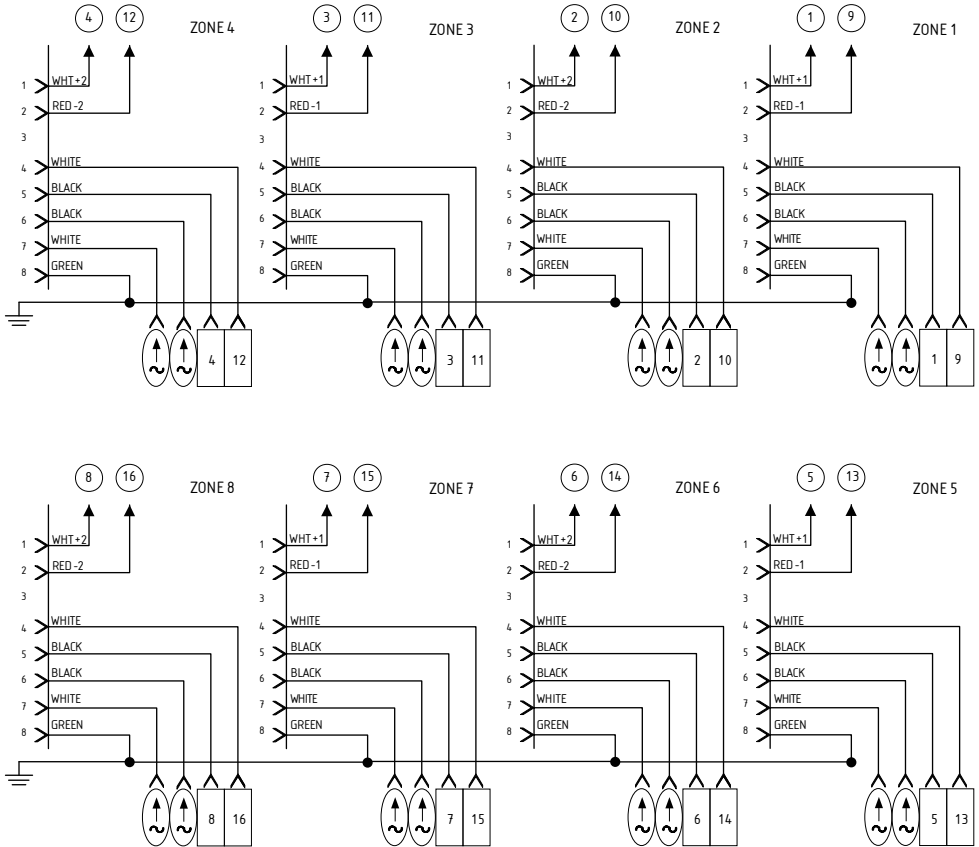 4 12 ZONE 4
3 11 ZONE 3
2 10 ZONE 2
1 9 ZONE 1
1 WHT+2
2 RED-2
3
4 WHITE
5 BLACK
6 BLACK
7 WHITE
8 GREEN
4 12
1 WHT+1
2 RED-1
3
4 WHITE
5 BLACK
6 BLACK
7 WHITE
8 GREEN
3 11
1 WHT+2
2 RED-2
3
4 WHITE
5 BLACK
6 BLACK
7 WHITE
8 GREEN
2 10
1 WHT+1
2 RED-1
3
4 WHITE
5 BLACK
6 BLACK
7 WHITE
8 GREEN
1 9
8 16 ZONE 8
7 15 ZONE 7
6 14 ZONE 6
5 13 ZONE 5
1 WHT+2
2 RED-2
3
4 WHITE
5 BLACK
6 BLACK
7 WHITE
8 GREEN
8 16
1 WHT+1
2 RED-1
3
4 WHITE
5 BLACK
6 BLACK
7 WHITE
8 GREEN
7 15
1 WHT+2
2 RED-2
3
4 WHITE
5 BLACK
6 BLACK
7 WHITE
8 GREEN
6 14
1 WHT+1
2 RED-1
3
4 WHITE
5 BLACK
6 BLACK
7 WHITE
8 GREEN
5 13